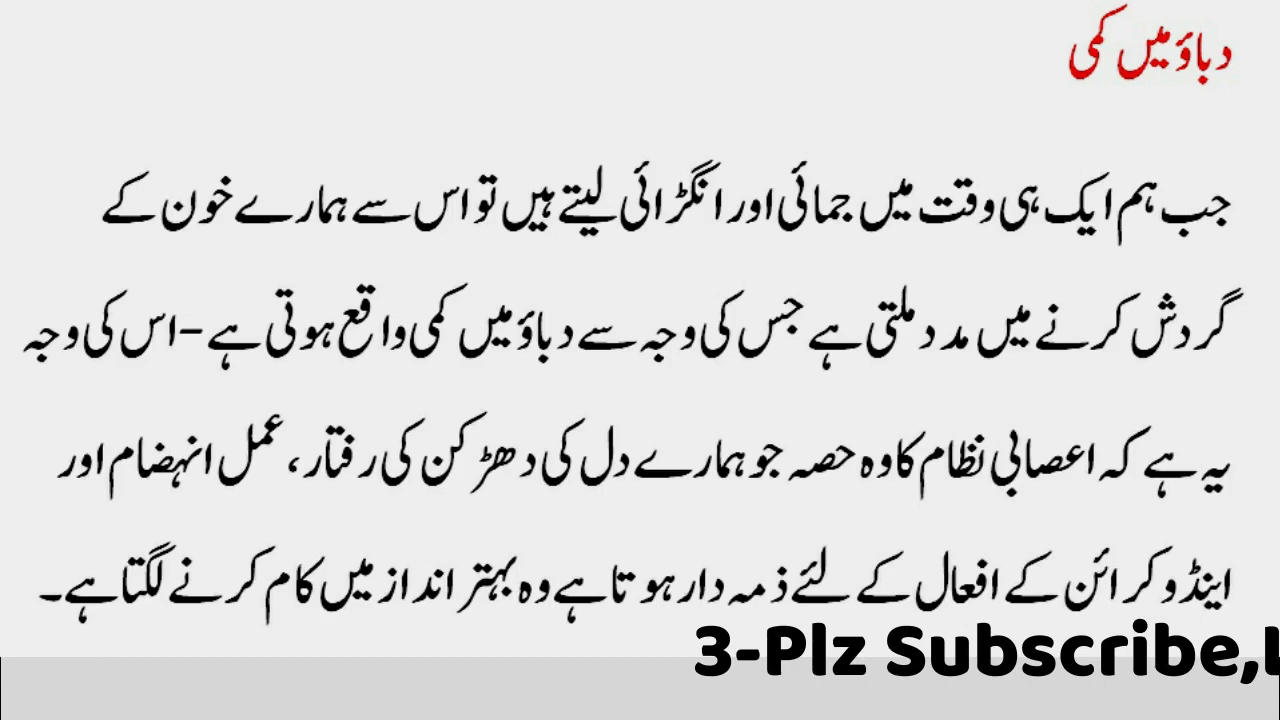 دباؤ میں کمی
جب ہم ایک ہی وقت میں جمائی اور انگڑائی لیتے ہیں تو اس سے ہمارے خون کے
گردش کرنے میں مدد ملتی ہے جس کی وجہ سے دباؤ میں کمی واقع ہوتی ہے -اس کی وجہ
یہ ہے کہ اعصابی نظام کا وہ حصہ جو ہمارے دل کی دھڑکن کی رفتار، عمل انہضام اور
اینڈوکرائن کے افعال کے لئے ذمہ دار ہوتا ہے وہ بہتر انداز میں کام کرنے لگتا ہے۔
3-Plz Subscribe,